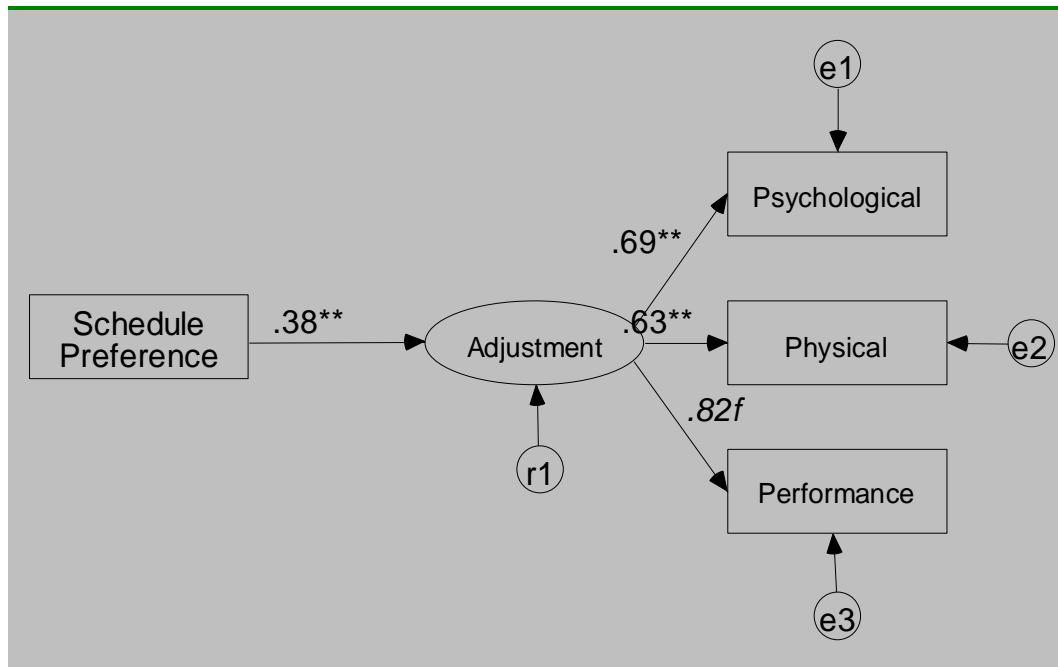 e1
Psychological
.69**
Schedule
Preference
.38**
Adjustment
.63**
Physical
e2
.82f
r1
Performance
e3